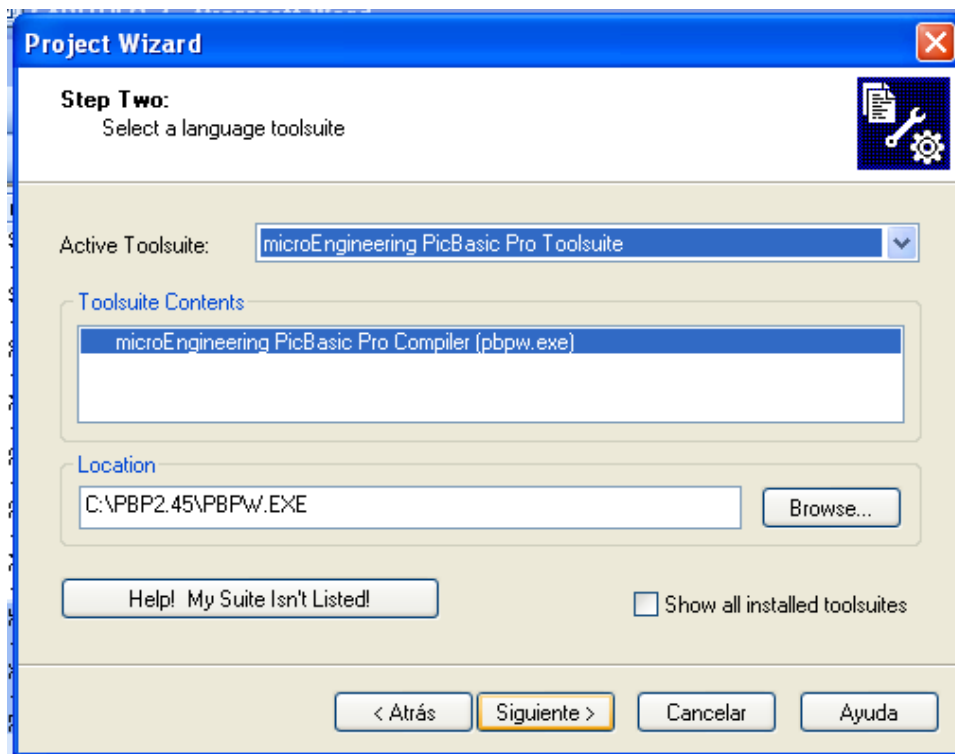 Project Wizard
Step Two:
Select a language toolsuite
Active Toolsuite:
microEngineering PicBasic Pro Toolsuite
Toolsuite Contents
microEngineering PicBasic Pro Compiler (pbpw.exe)
Location
C:\PBP2.45\PBPW.EXE
Browse...
Help! My Suite Isn't Listed!
Show all installed toolsuites
< Atrás
Siguiente >
Cancelar
Ayuda